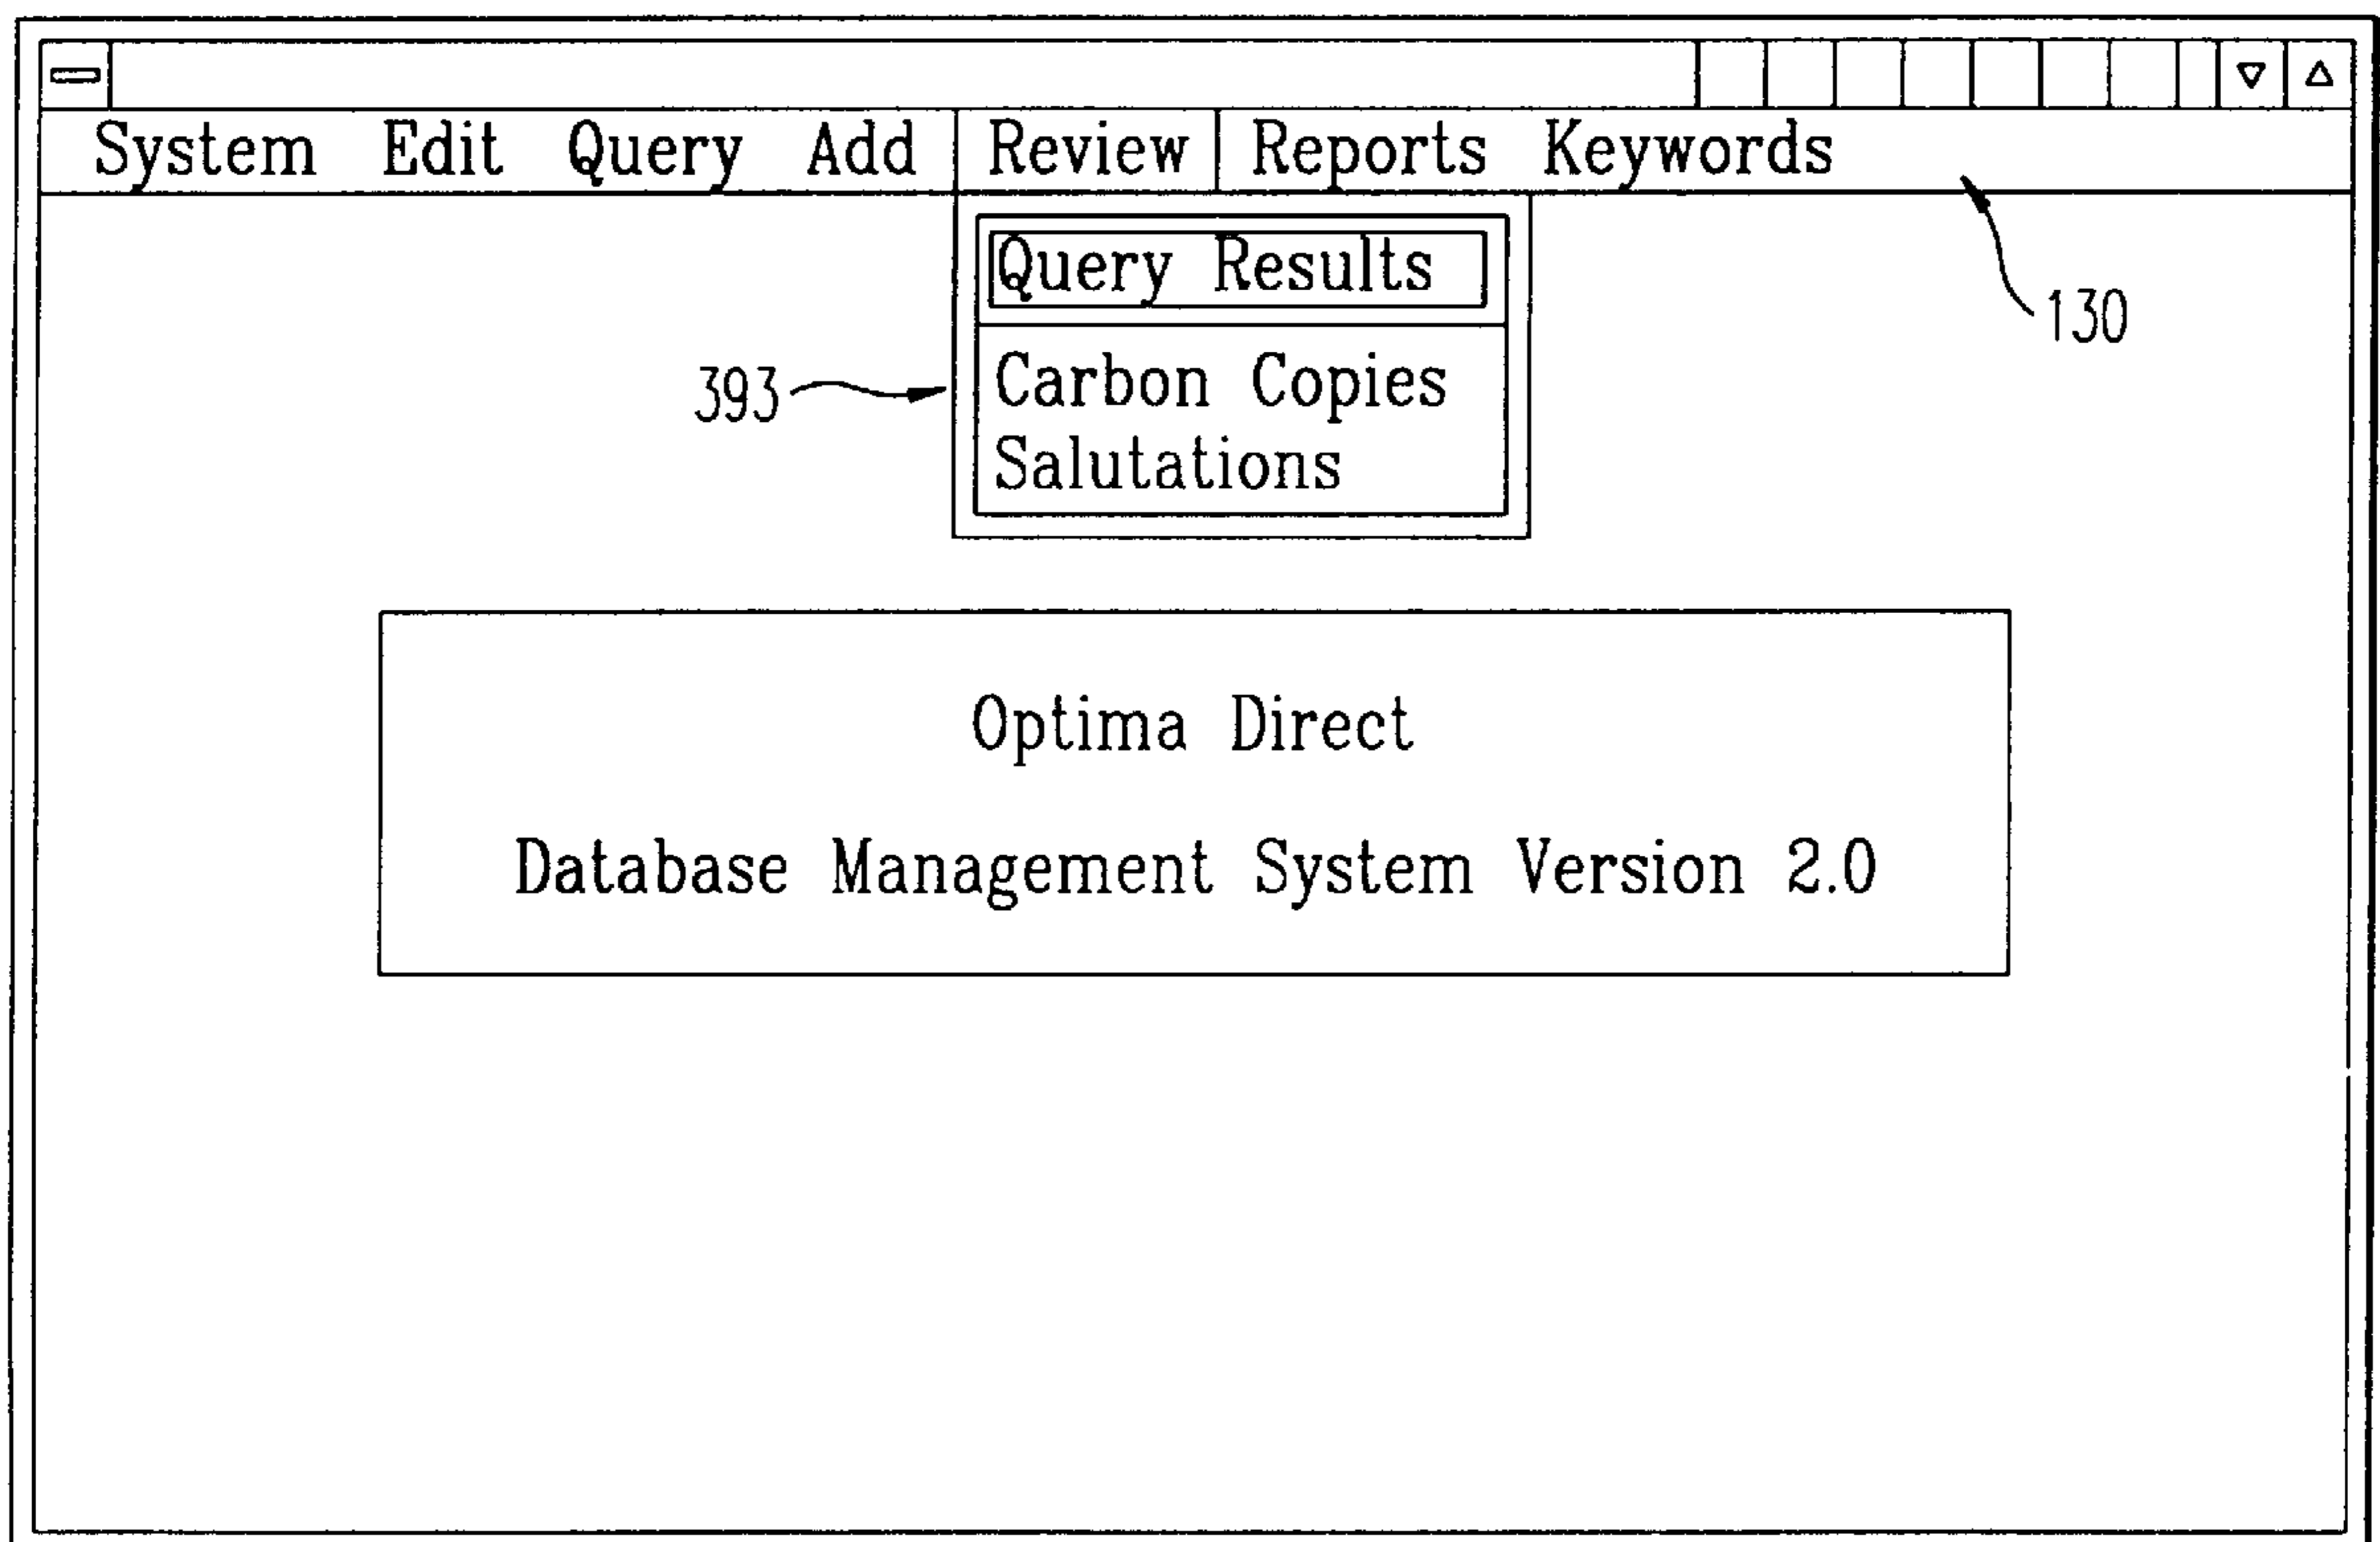 System Edit Query Add Review Reports Keywords
Query Results
130
Carbon Copies
393
Salutations
Optima Direct
Database Management System Version 2.0